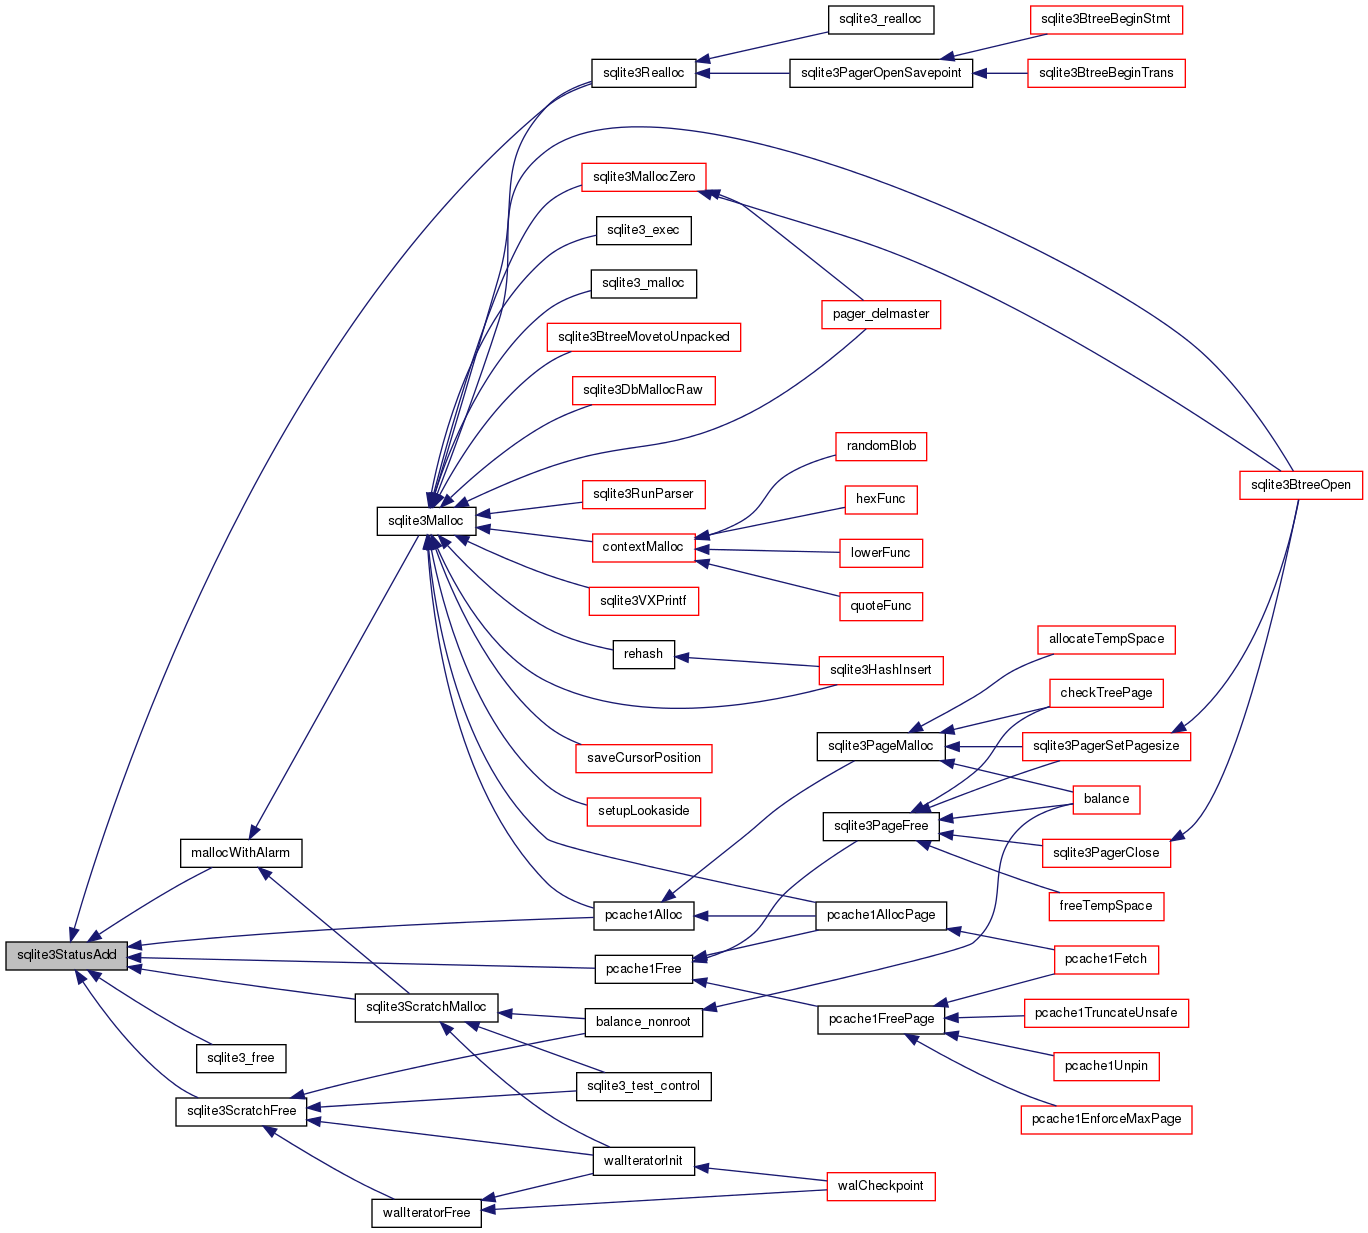 sqlite3_realloc
sqlite3BtreeBeginStmt
sqlite3Realloc
sqlite3PagerOpenSavepoint
sqlite3BtreeBeginTrans
sqlite3MallocZero
sqlite3_exec
sqlite3_malloc
pager_delmaster
sqlite3BtreeMovetoUnpacked
sqlite3DbMallocRaw
randomBlob
sqlite3BtreeOpen
sqlite3RunParser
hexFunc
sqlite3Malloc
contextMalloc
lowerFunc
sqlite3VXPrintf
quoteFunc
allocateTempSpace
rehash
sqlite3HashInsert
checkTreePage
sqlite3PageMalloc
sqlite3PagerSetPagesize
saveCursorPosition
balance
setupLookaside
sqlite3PageFree
mallocWithAlarm
sqlite3PagerClose
freeTempSpace
pcache1Alloc
pcache1AllocPage
sqlite3StatusAdd
pcache1Fetch
pcache1Free
sqlite3ScratchMalloc
pcache1TruncateUnsafe
balance_nonroot
pcache1FreePage
sqlite3_free
pcache1Unpin
sqlite3_test_control
sqlite3ScratchFree
pcache1EnforceMaxPage
walIteratorInit
walCheckpoint
walIteratorFree